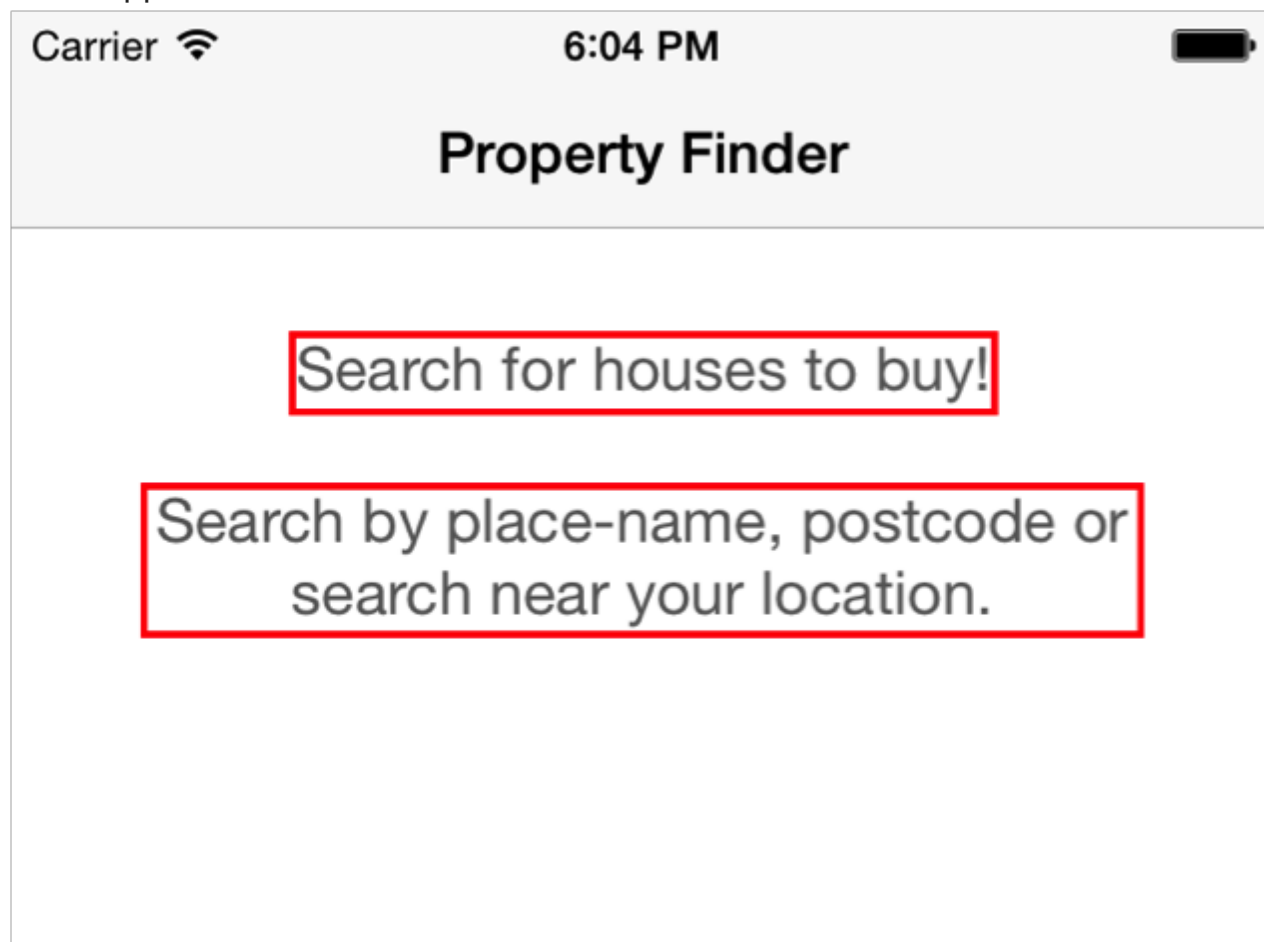 Carrier
6:04 PM
Property Finder
Search for houses to buy!
Search by place-name, postcode or
search near your location.